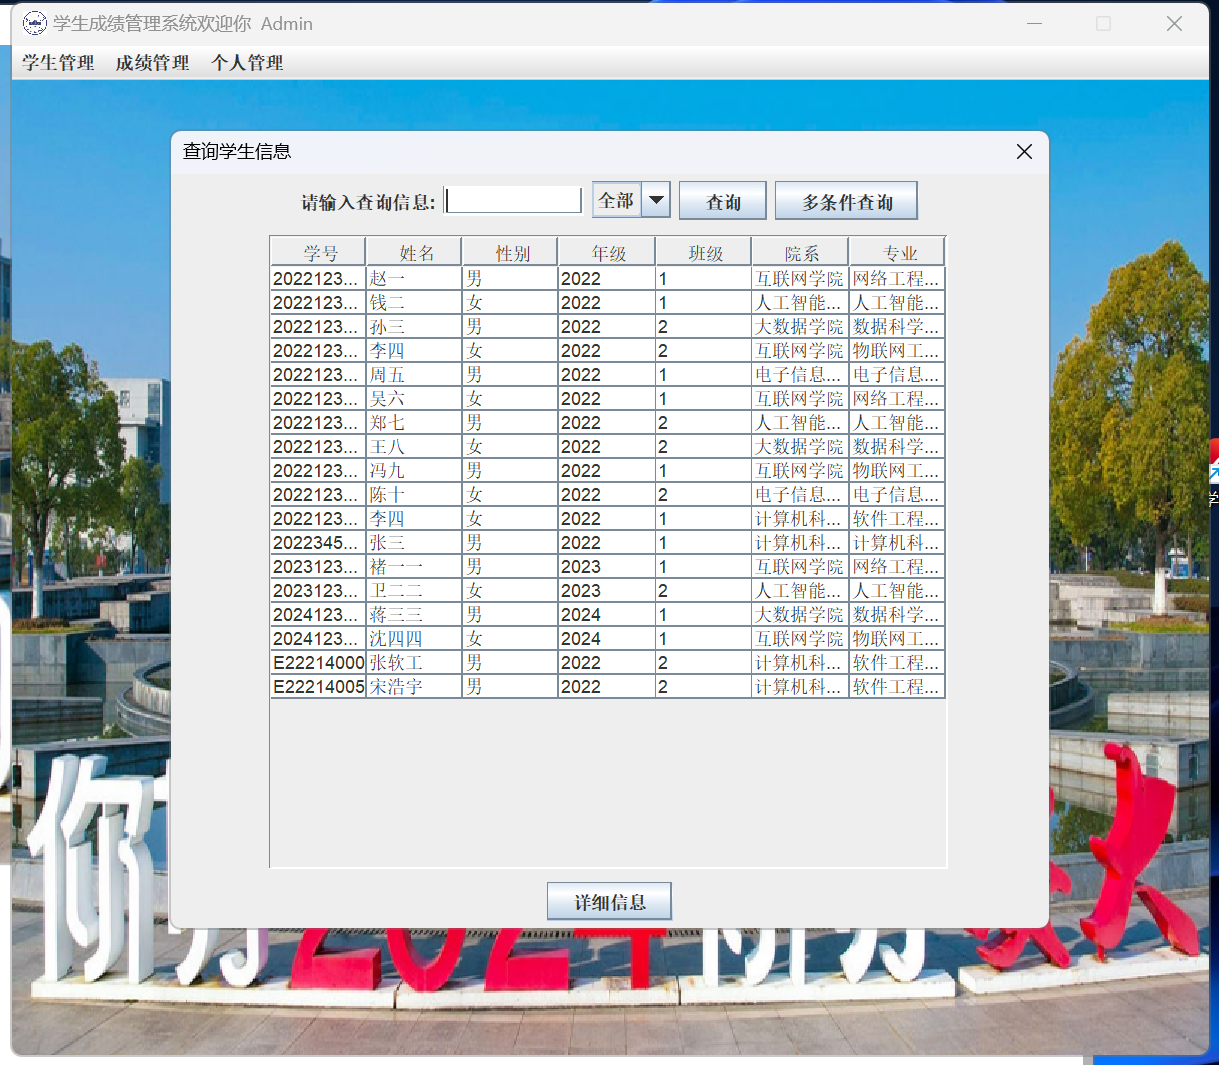 学生成绩管理系统欢迎你 Admin
学生管理 成绩管理 个人管理
查询学生信息
请输入查询信息: 全部 查询 多条件查询
学号 姓名 性别 年级 班级 院系 专业
2022123... 赵一 男 2022 1 互联网学院 网络工程...
2022123... 钱二 女 2022 1 人工智能... 人工智能...
2022123... 孙三 男 2022 2 大数据学院 数据科学...
2022123... 李四 女 2022 2 互联网学院 物联网工...
2022123... 周五 男 2022 1 电子信息... 电子信息...
2022123... 吴六 女 2022 1 互联网学院 网络工程...
2022123... 郑七 男 2022 2 人工智能... 人工智能...
2022123... 王八 女 2022 2 大数据学院 数据科学...
2022123... 冯九 男 2022 1 互联网学院 物联网工...
2022123... 陈十 女 2022 2 电子信息... 电子信息...
2022123... 李四 女 2022 1 计算机科... 软件工程...
2022345... 张三 男 2022 1 计算机科... 计算机科...
2023123... 褚一一 男 2023 1 互联网学院 网络工程...
2023123... 卫二二 女 2023 2 人工智能... 人工智能...
2024123... 蒋三三 男 2024 1 大数据学院 数据科学...
2024123... 沈四四 女 2024 1 互联网学院 物联网工...
E22214000 张软工 男 2022 2 计算机科... 软件工程...
E22214005 宋浩宇 男 2022 2 计算机科... 软件工程...
详细信息
你好2024你好安大
学